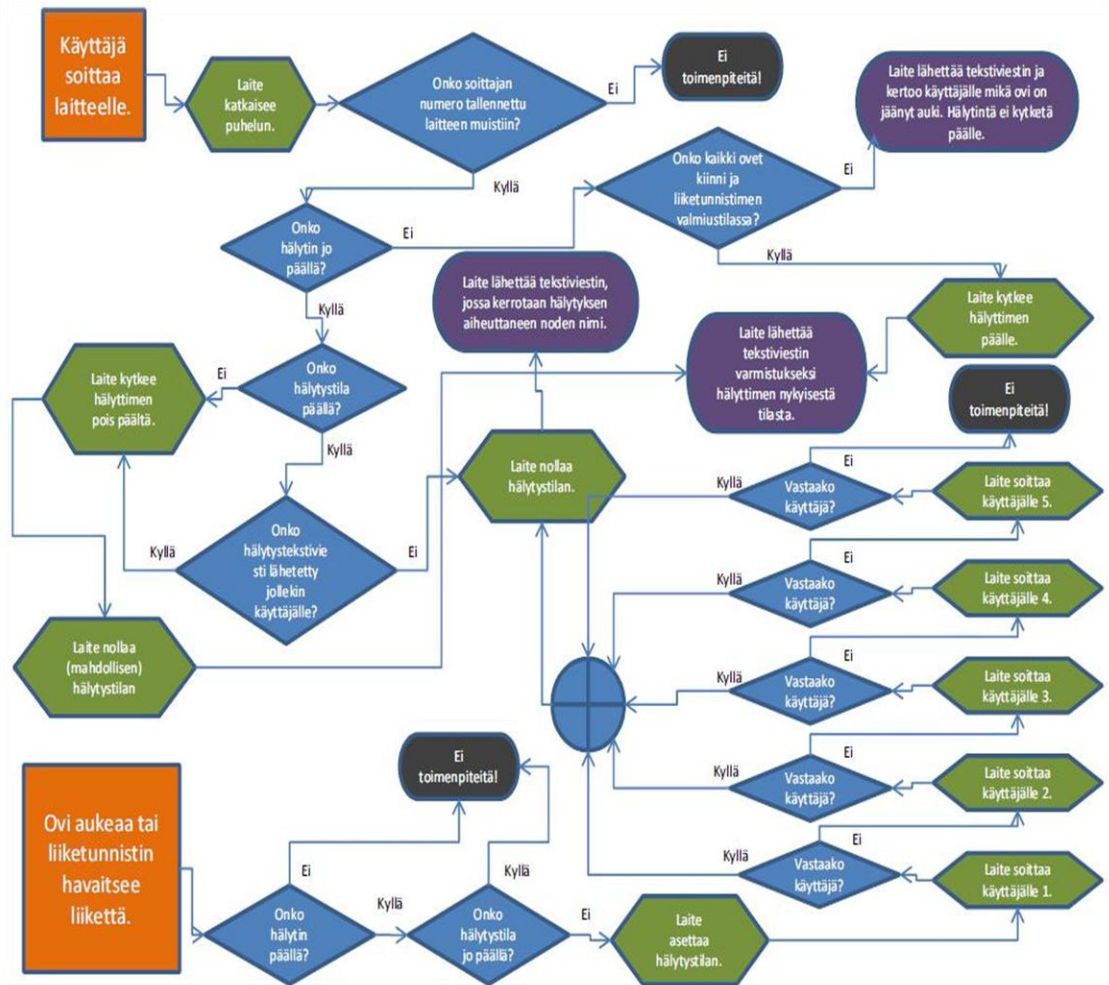 Käyttäjä
soittaa
laitteelle.
Laite
katkaisee
puhelun.
Onko soittajan
numero tallennettu
laitteen muistiin?
Ei
Ei
toimenpiteitä!
Kyllä
Laite lähettää tekstiviestin ja
kertoo käyttäjälle mikä ovi on
jäänyt auki. Hälytintä ei kytketä
päälle.
Onko kaikki ovet
kiinni ja
liiketunnistimen
valmiustilassa?
Ei
Kyllä
Onko
hälytin jo
päällä?
Ei
Kyllä
Laite lähettää tekstiviestin,
jossa kerrotaan hälytyksen
aiheuttaneen noden nimi.
Laite kytkee
hälyttimen
päälle.
Laite lähettää
tekstiviestin
varmistukseksi
hälyttimen nykyisestä
tilasta.
Onko
hälytystila
päällä?
Ei
Kyllä
Laite kytkee
hälyttimen
pois päältä.
Onko
hälytystekstivie
sti lähetetty
jollekin
käyttäjälle?
Kyllä
Ei
Laite nollaa
hälytystilan.
Laite nollaa
(mahdollisen)
hälytystilan
Ei
toimenpiteitä!
Ei
Kyllä
Vastaako
käyttäjä?
Laite soittaa
käyttäjälle 5.
Ei
Kyllä
Vastaako
käyttäjä?
Laite soittaa
käyttäjälle 4.
Ei
Kyllä
Vastaako
käyttäjä?
Laite soittaa
käyttäjälle 3.
Ei
Kyllä
Vastaako
käyttäjä?
Laite soittaa
käyttäjälle 2.
Ei
Kyllä
Vastaako
käyttäjä?
Laite soittaa
käyttäjälle 1.
Ovi aukeaa tai
liiketunnistin
havaitsee
liikettä.
Onko
hälytin
päällä?
Ei
Kyllä
Ei
toimenpiteitä!
Onko
hälytystila
jo päällä?
Kyllä
Ei
Laite
asettaa
hälytystilan.